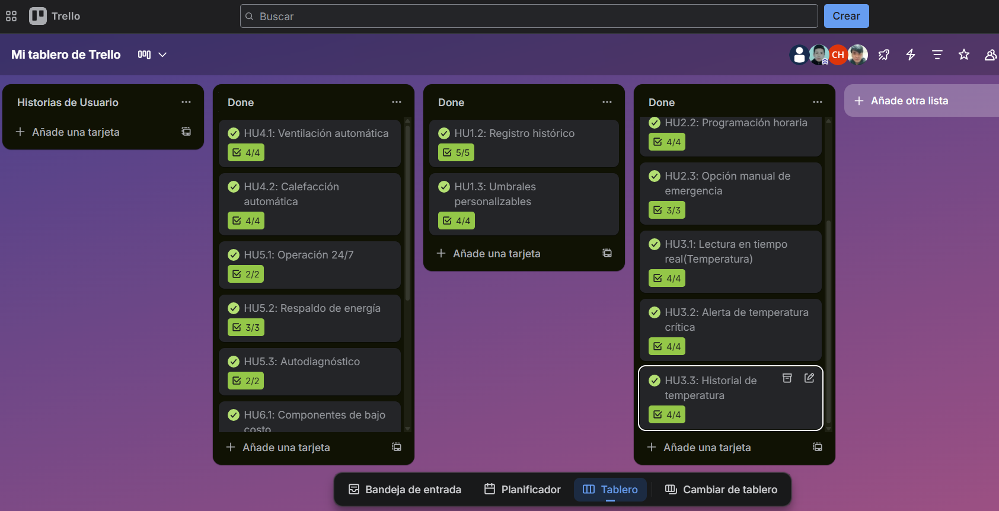 Trello
Buscar
Crear
Mi tablero de Trello
CH
Historias de Usuario
Añade una tarjeta
Done
HU4.1: Ventilación automática
4/4
HU4.2: Calefacción
automática
4/4
HU5.1: Operación 24/7
2/2
HU5.2: Respaldo de energía
3/3
HU5.3: Autodiagnóstico
2/2
HU6.1: Componentes de bajo
costo
Añade una tarjeta
Done
HU1.2: Registro histórico
5/5
HU1.3: Umbrales
personalizables
4/4
Añade una tarjeta
Done
HU2.2: Programación horaria
4/4
HU2.3: Opción manual de
emergencia
3/3
HU3.1: Lectura en tiempo
real(Temperatura)
4/4
HU3.2: Alerta de temperatura
crítica
4/4
HU3.3: Historial de
temperatura
4/4
Añade una tarjeta
Añade otra lista
Bandeja de entrada
Planificador
Tablero
Cambiar de tablero